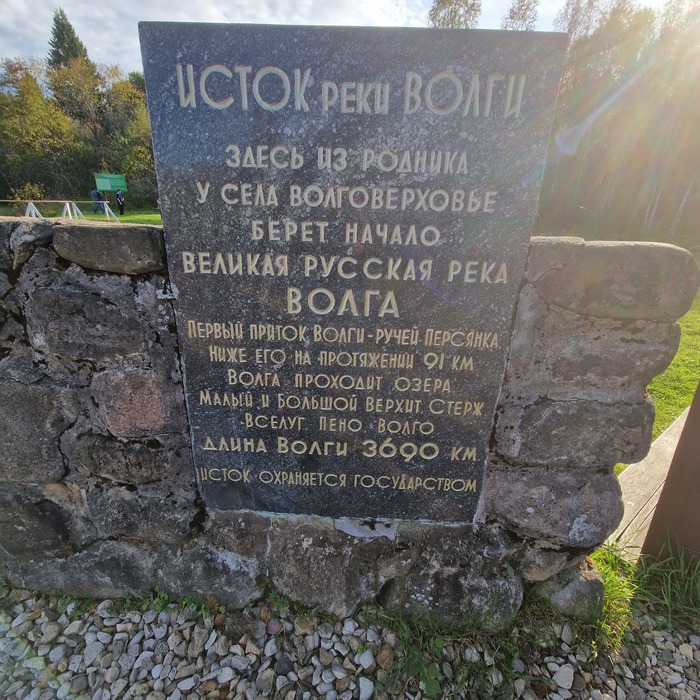 ИСТОК РЕКИ ВОЛГИ
ЗДЕСЬ ИЗ РОДНИКА
У СЕЛА ВОЛГОВЕРХОВЬЕ
БЕРЕТ НАЧАЛО
ВЕЛИКАЯ РУССКАЯ РЕКА
ВОЛГА
ПЕРВЫЙ ПРИТОК ВОЛГИ-РУЧЕЙ ПЕРСЯНКА
НИЖЕ ЕГО НА ПРОТЯЖЕНИИ 91 КМ
ВОЛГА ПРОХОДИТ ОЗЕРА
МАЛЫЙ И БОЛЬШОЙ ВЕРХИТ, СТЕРЖ,
ВСЕЛУГ, ПЕНО, ВОЛГО
ДЛИНА ВОЛГИ 3690 КМ
ИСТОК ОХРАНЯЕТСЯ ГОСУДАРСТВОМ